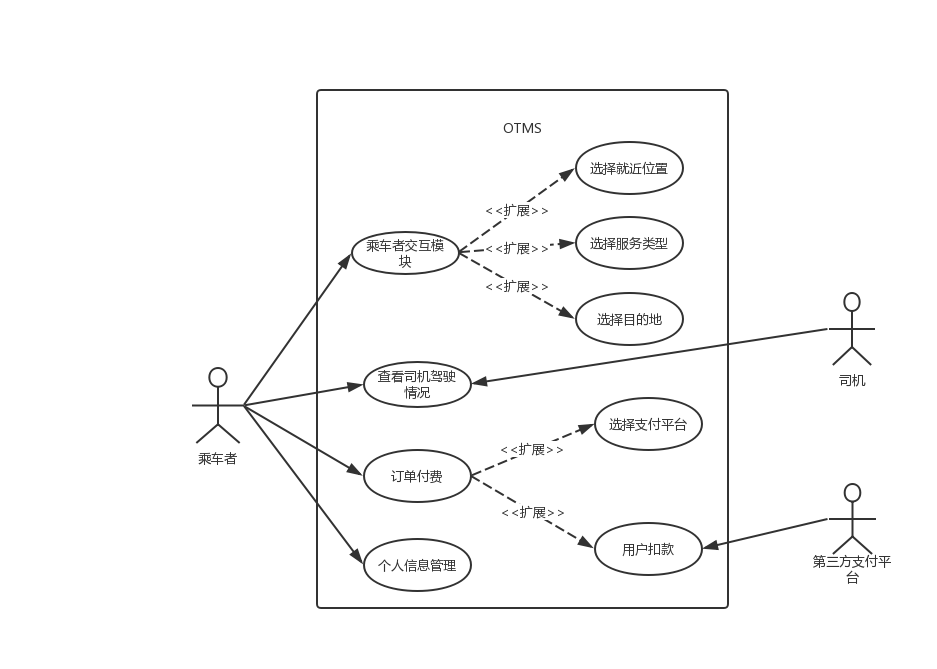 OTMS
选择就近位置
<<扩展>>
乘车者交互模
块
<<扩展>>
选择服务类型
<<扩展>>
选择目的地
查看司机驾驶
情况
司机
选择支付平台
<<扩展>>
乘车者
订单付费
<<扩展>>
用户扣款
个人信息管理
第三方支付平
台